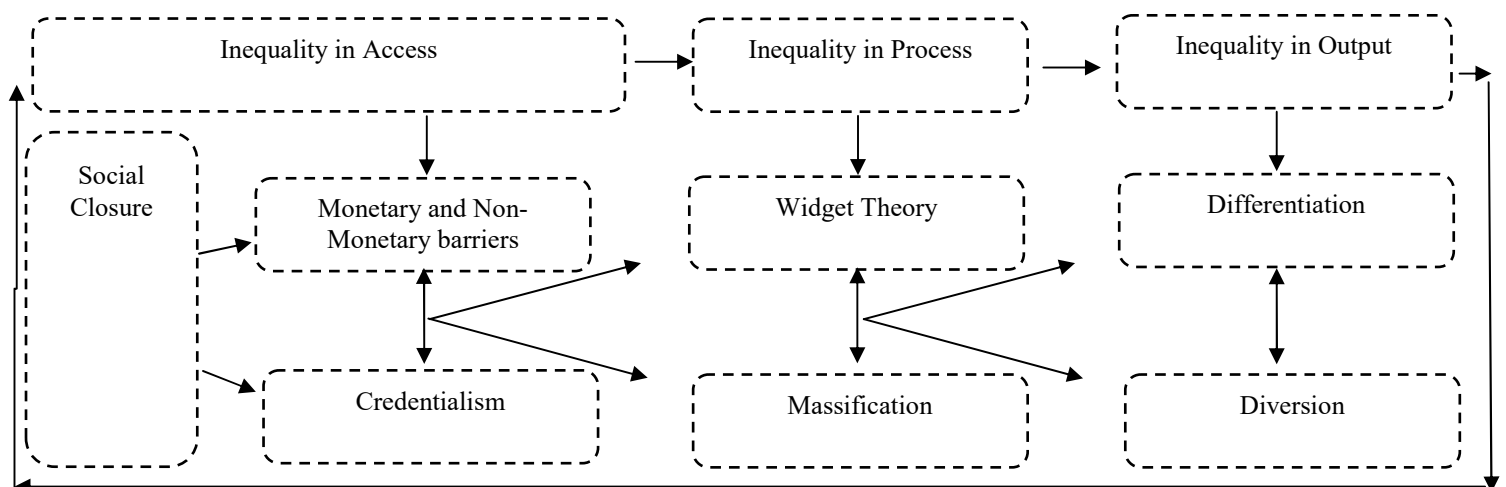 Inequality in Access
Inequality in Process
Inequality in Output
Social
Closure
Monetary and Non-
Monetary barriers
Widget Theory
Differentiation
Credentialism
Massification
Diversion